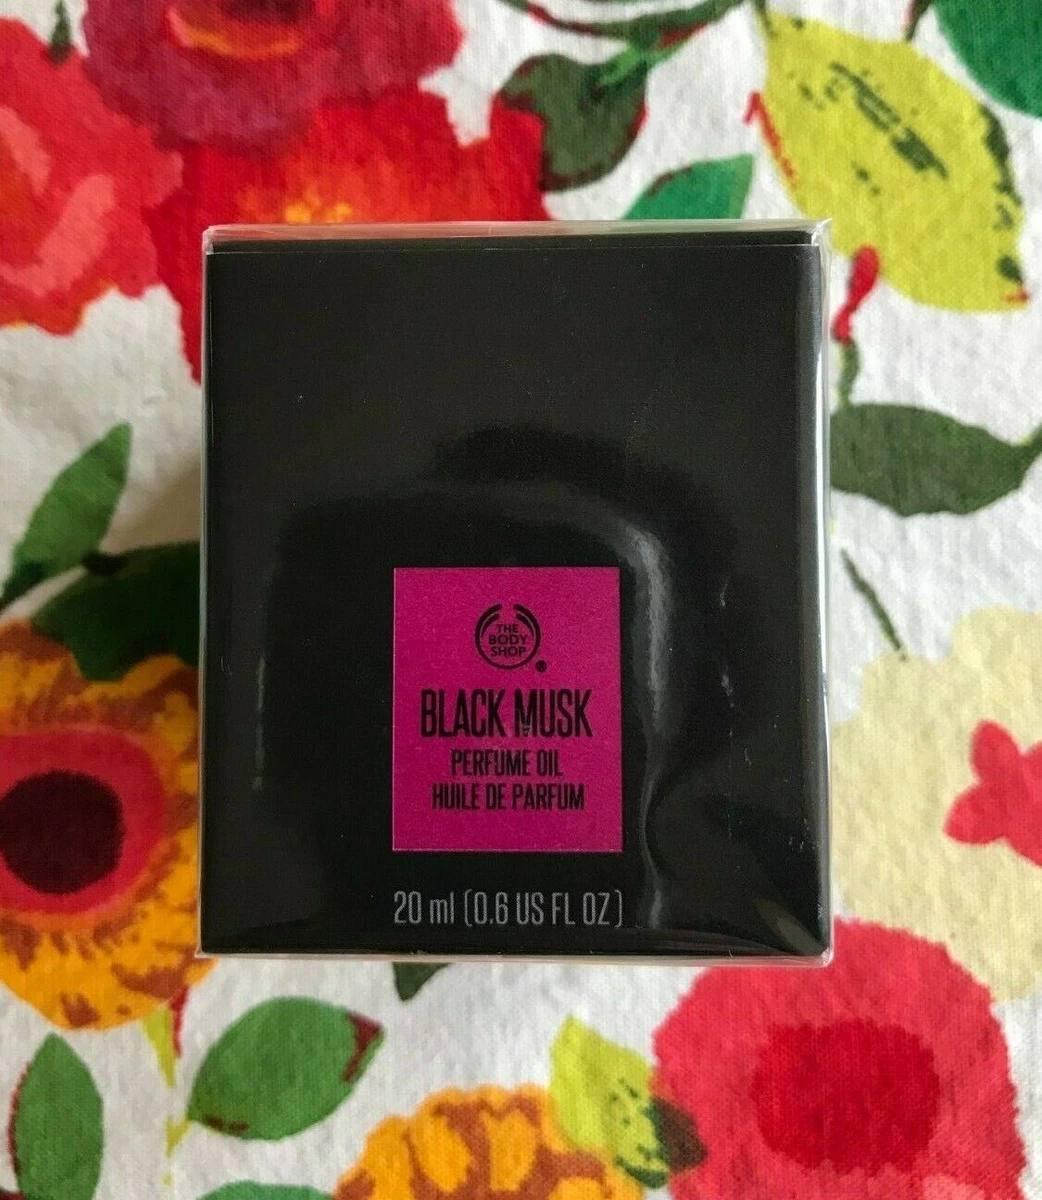 THE
BODY
SHOP
®
BLACK MUSK
PERFUME OIL
HUILE DE PARFUM
20 ml (0.6 US FL OZ)